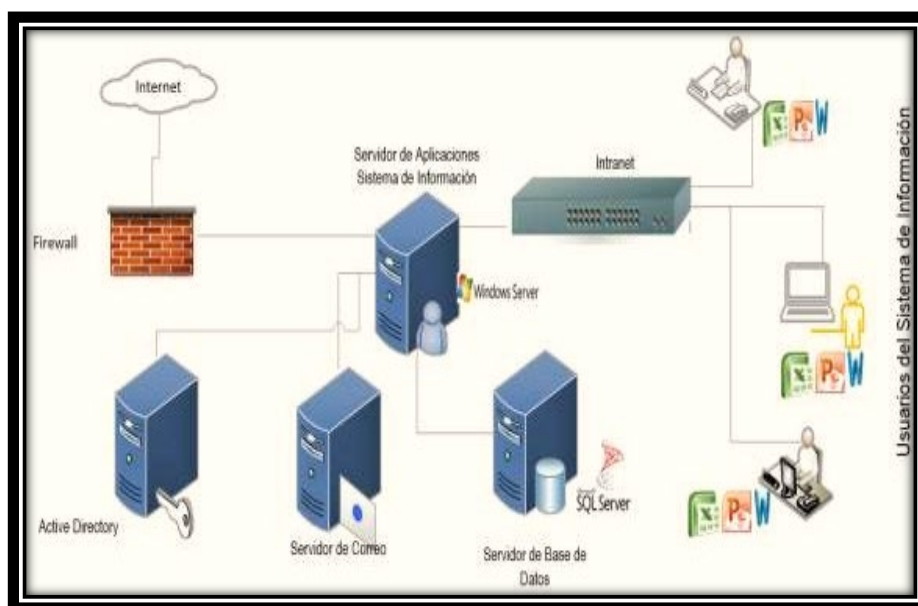 Internet
Servidor de Aplicaciones
Sistema de Información
Intranet
Firewall
Windows Server
Usuarios del Sistema de Información
Active Directory
Servidor de Correo
SQL Server
Servidor de Base de
Datos